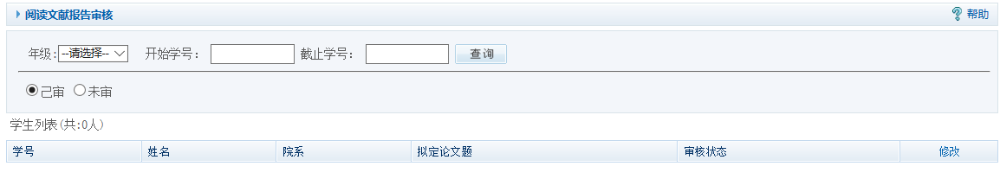 阅读文献报告审核 帮助
年级:--请选择-- 开始学号： 截止学号： 查询
己审 未审
学生列表(共:0人)
学号 姓名 院系 拟定论文题 审核状态 修改